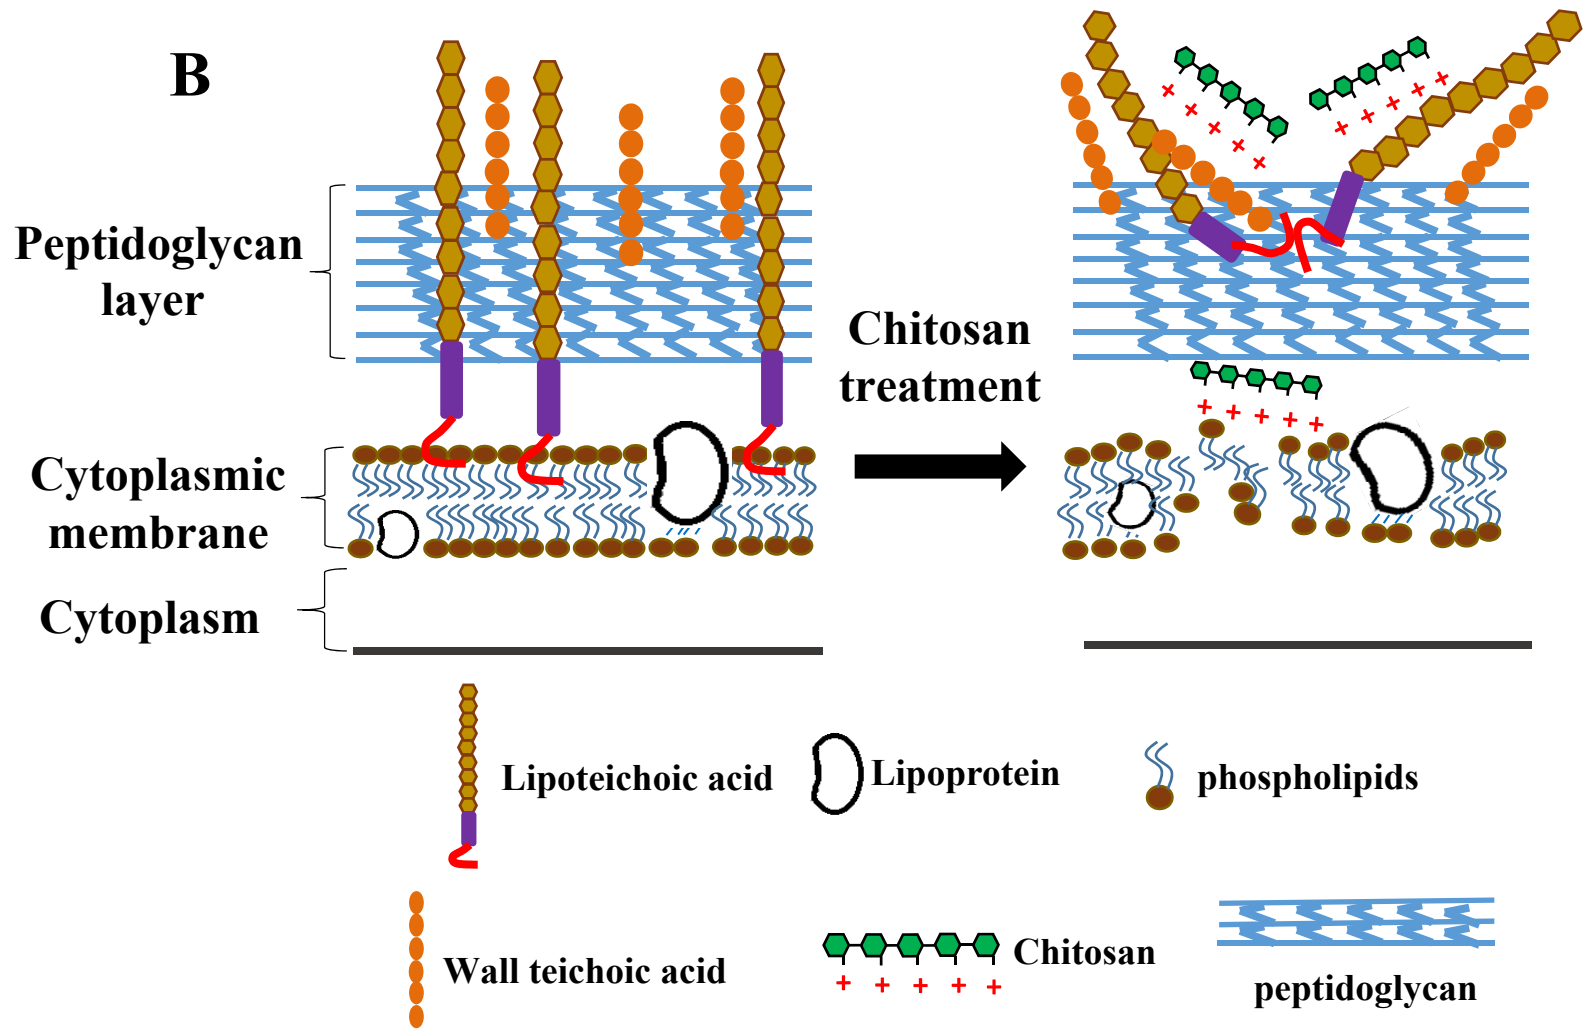 B
Peptidoglycan
layer
Chitosan
treatment
Cytoplasmic
membrane
Cytoplasm
Lipoteichoic acid
Lipoprotein
phospholipids
Wall teichoic acid
Chitosan
peptidoglycan